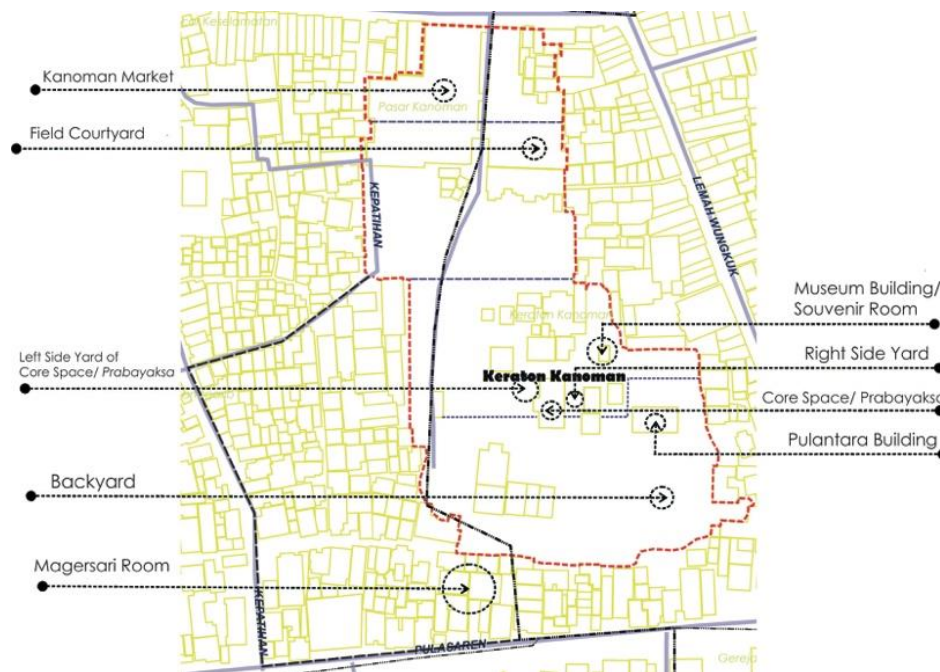 Kanoman Market
Pasar Kanoman
Field Courtyard
KEPATIHAN
LEMAH WUNGKUK
Museum Building/
Souvenir Room
Keraton Kanoman
Right Side Yard
Left Side Yard of
Core Space/ Prabayaksa
Keraton Kanoman
Core Space/ Prabayaksa
Pulantara Building
Backyard
Magersari Room
KEPATIHAN
PULASAREN
Gereja